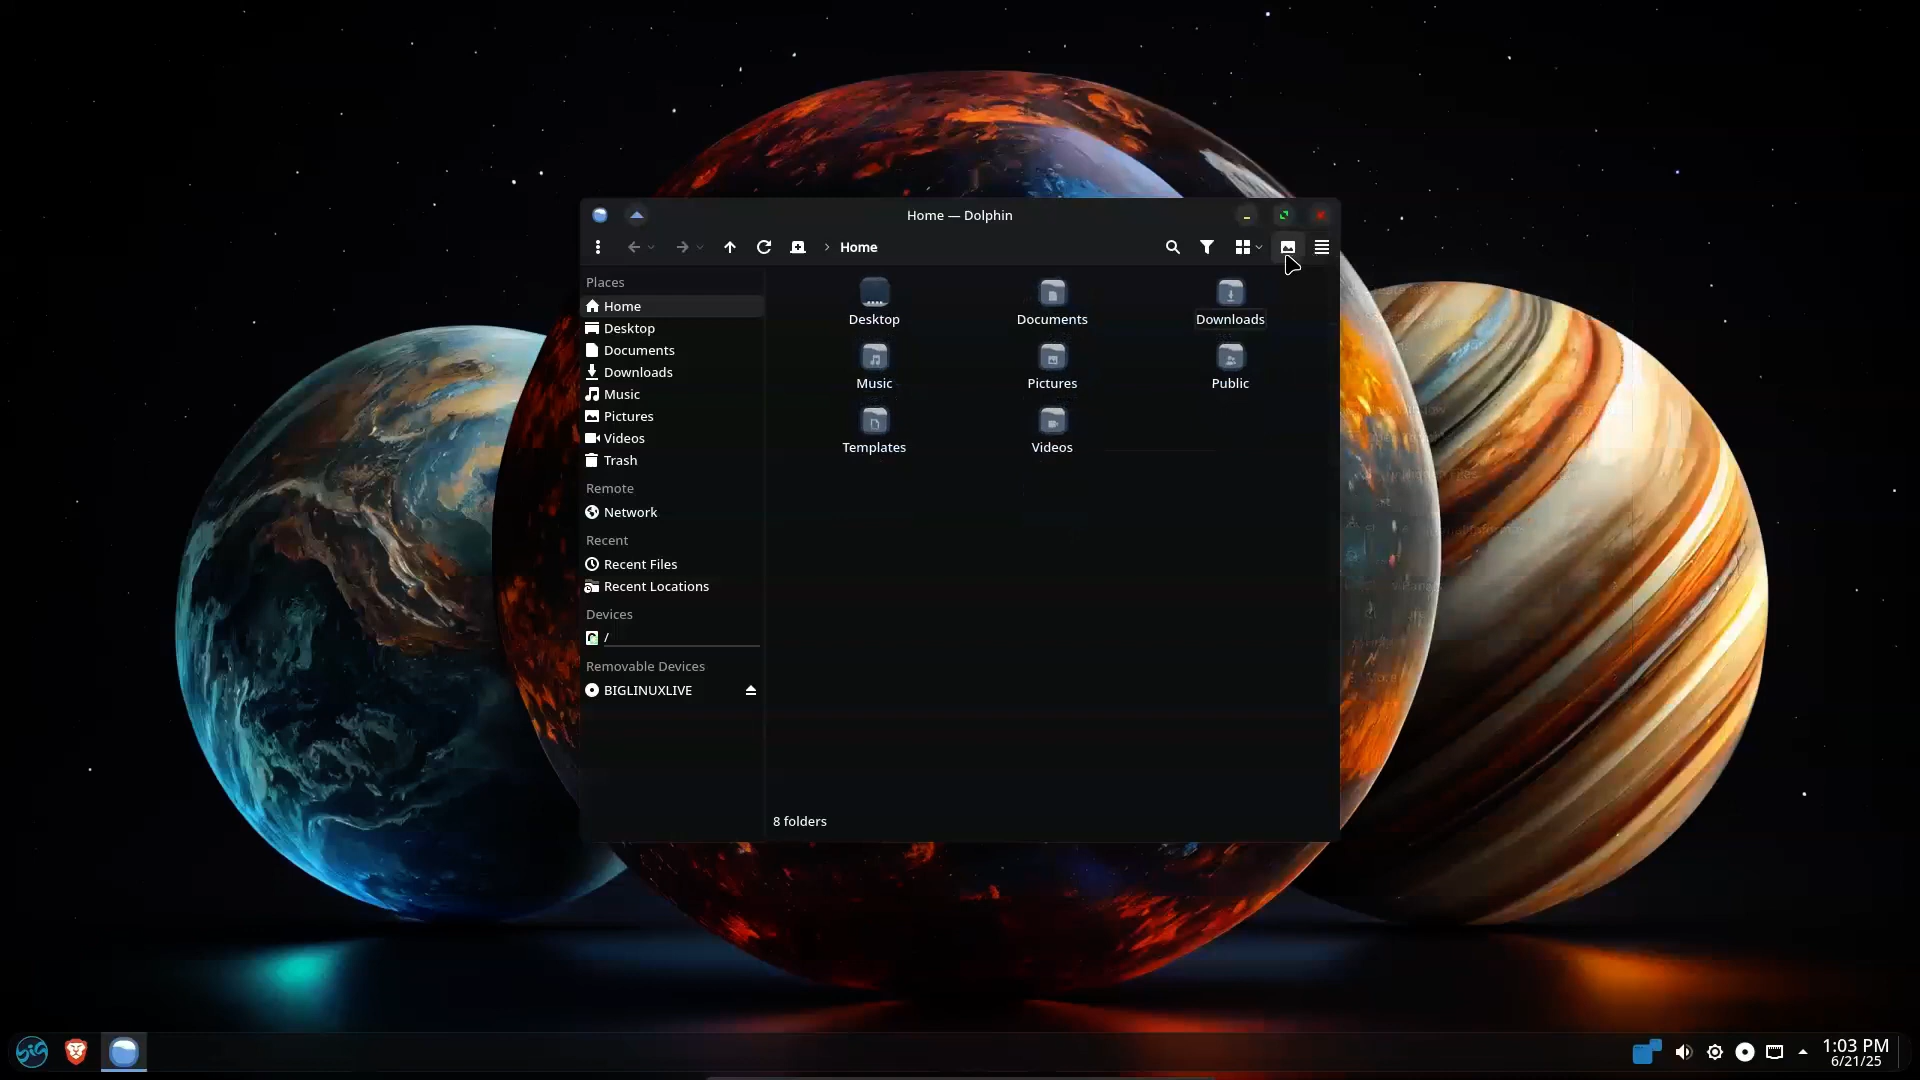 Home — Dolphin
Home
Places
Home
Desktop
Documents
Downloads
Music
Pictures
Videos
Trash
Remote
Network
Recent
Recent Files
Recent Locations
Devices
/
Removable Devices
BIGLINUXLIVE
Desktop
Documents
Downloads
Music
Pictures
Public
Templates
Videos
8 folders
big
1:03 PM
6/21/25